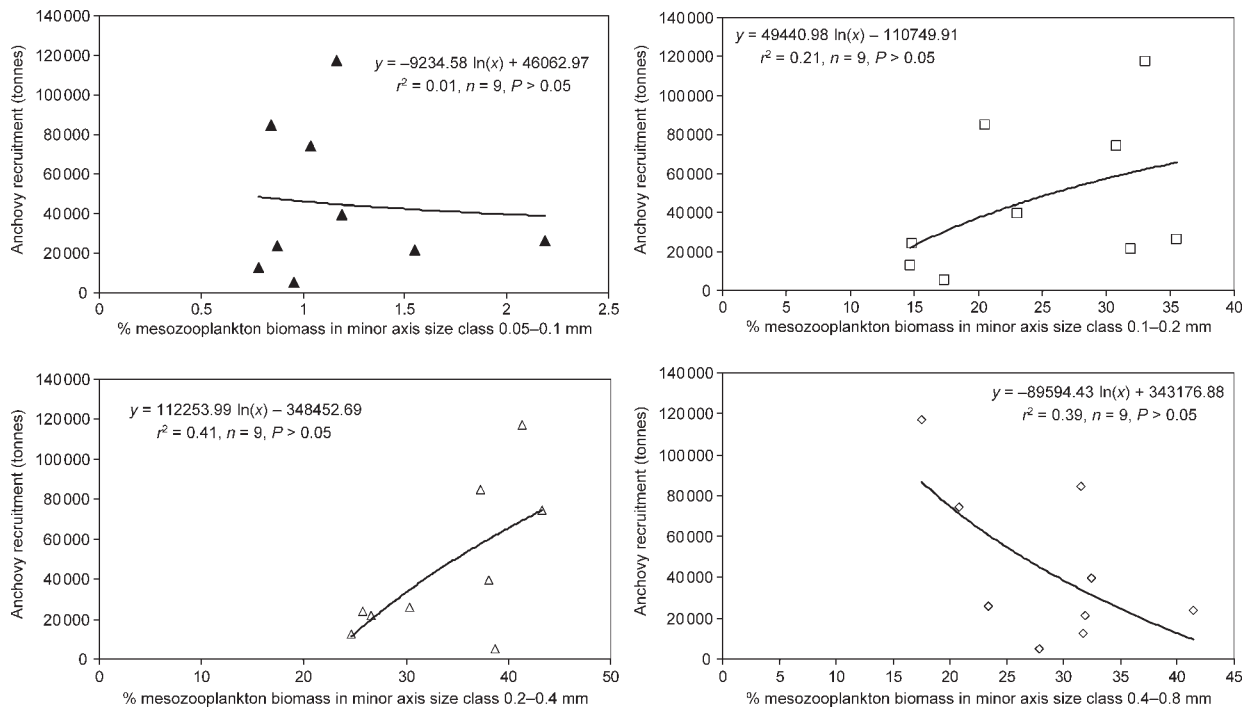 140 000
120 000
100 000
80 000
60 000
40 000
20 000
0
Anchovy recruitment (tonnes)
y = –9234.58 ln(x) + 46062.97
r² = 0.01, n = 9, P > 0.05
0 0.5 1 1.5 2 2.5
% mesozooplankton biomass in minor axis size class 0.05–0.1 mm
140 000
120 000
100 000
80 000
60 000
40 000
20 000
0
Anchovy recruitment (tonnes)
y = 49440.98 ln(x) – 110749.91
r² = 0.21, n = 9, P > 0.05
0 5 10 15 20 25 30 35 40
% mesozooplankton biomass in minor axis size class 0.1–0.2 mm
140 000
120 000
100 000
80 000
60 000
40 000
20 000
0
Anchovy recruitment (tonnes)
y = 112253.99 ln(x) – 348452.69
r² = 0.41, n = 9, P > 0.05
0 10 20 30 40 50
% mesozooplankton biomass in minor axis size class 0.2–0.4 mm
140 000
120 000
100 000
80 000
60 000
40 000
20 000
0
Anchovy recruitment (tonnes)
y = –89594.43 ln(x) + 343176.88
r² = 0.39, n = 9, P > 0.05
0 5 10 15 20 25 30 35 40 45
% mesozooplankton biomass in minor axis size class 0.4–0.8 mm